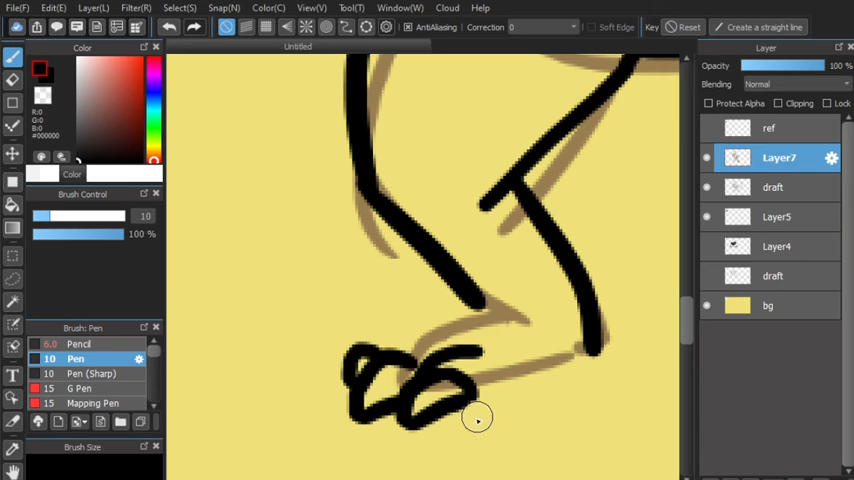 File(F) Edit(E) Layer(L) Filter(R) Select(S) Snap(N) Color(C) View(V) Tool(T) Window(W) Cloud Help
AntiAliasing Correction 0 Soft Edge Key Reset Create a straight line
Color
Untitled
Layer
Opacity 100 %
Blending Normal
Protect Alpha Clipping Lock
R:0
G:0
B:0
#000000
Color
ref
Layer7
draft
Layer5
Layer4
draft
bg
Brush Control
10
100 %
Brush: Pen
6.0 Pencil
10 Pen
10 Pen (Sharp)
15 G Pen
15 Mapping Pen
Brush Size